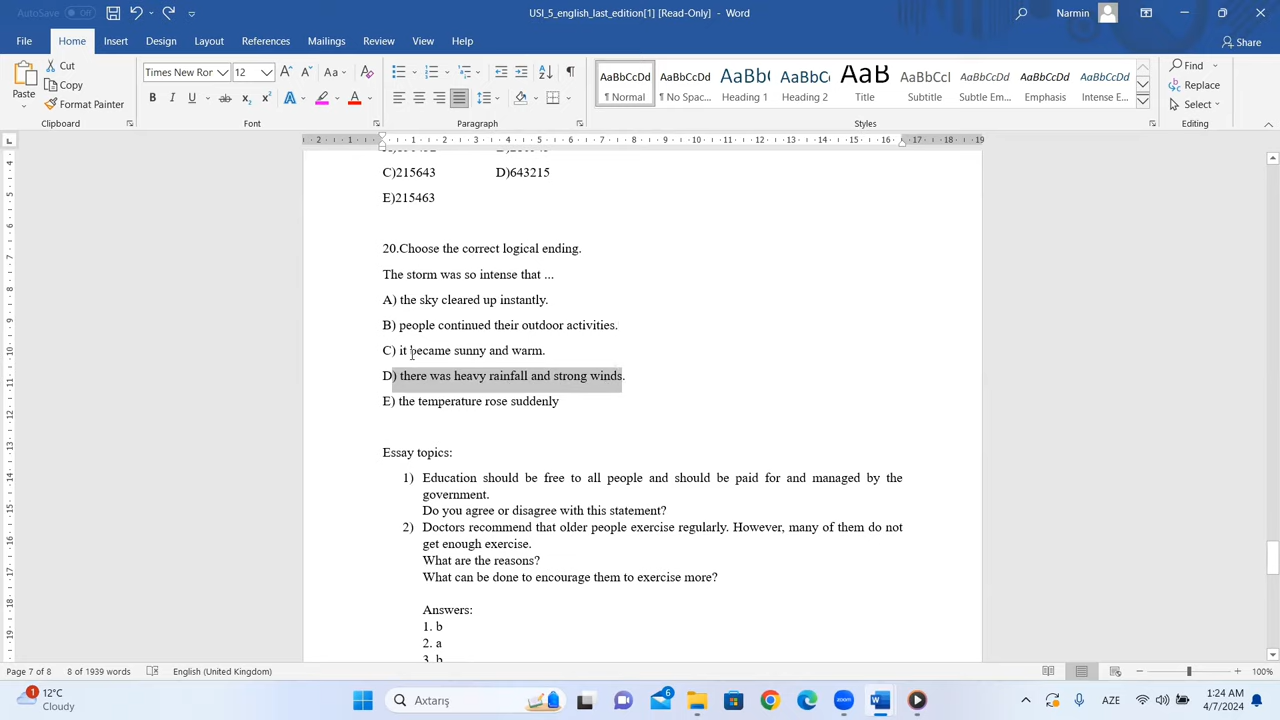 AutoSave Off
USI_5_english_last_edition[1] [Read-Only] - Word
Narmin
File Home Insert Design Layout References Mailings Review View Help
Share
Paste
Cut
Copy
Format Painter
Times New Ror 12
AaBbCcDd AaBbCcDd AaBbC AaBbCc AaB AaBbCcl AaBbCcDd AaBbCcDd AaBbCcDd
¶ Normal ¶ No Spac... Heading 1 Heading 2 Title Subtitle Subtle Em... Emphasis Intense E...
Find
Replace
Select
Clipboard Font Paragraph Styles Editing
C)215643 D)643215
E)215463
20.Choose the correct logical ending.
The storm was so intense that ...
A) the sky cleared up instantly.
B) people continued their outdoor activities.
C) it became sunny and warm.
D) there was heavy rainfall and strong winds.
E) the temperature rose suddenly
Essay topics:
1) Education should be free to all people and should be paid for and managed by the
government.
Do you agree or disagree with this statement?
2) Doctors recommend that older people exercise regularly. However, many of them do not
get enough exercise.
What are the reasons?
What can be done to encourage them to exercise more?
Answers:
1. b
2. a
3. b
Page 7 of 8 8 of 1939 words English (United Kingdom) 100%
12°C
Cloudy
Axtarış
AZE
1:24 AM
4/7/2024